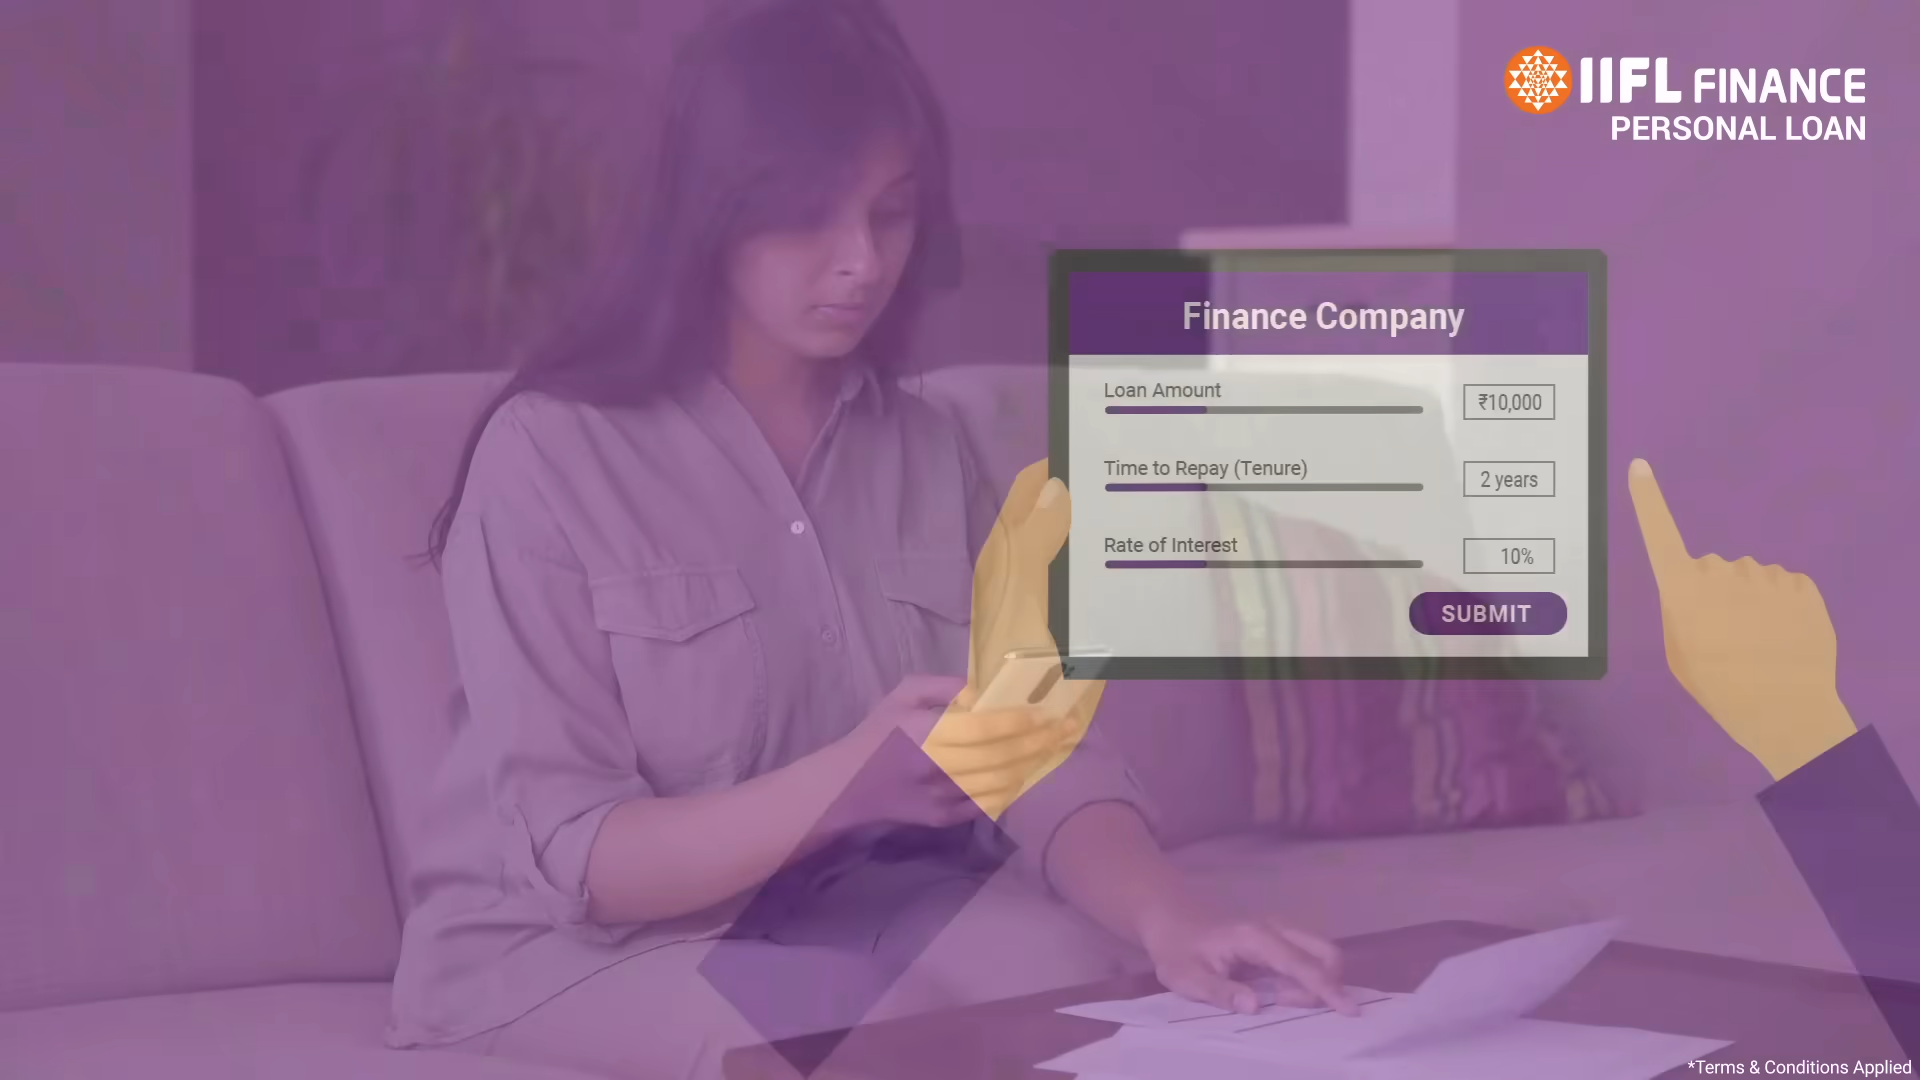 IIFL FINANCE
PERSONAL LOAN
Finance Company
Loan Amount
₹10,000
Time to Repay (Tenure)
2 years
Rate of Interest
10%
SUBMIT
*Terms & Conditions Applied